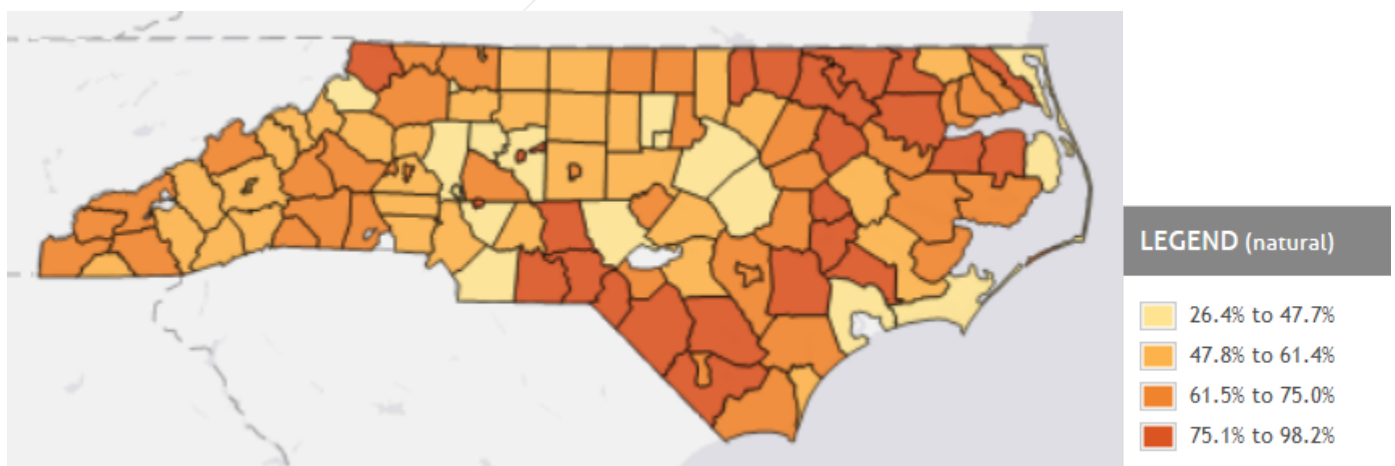 LEGEND (natural)
26.4% to 47.7%
47.8% to 61.4%
61.5% to 75.0%
75.1% to 98.2%